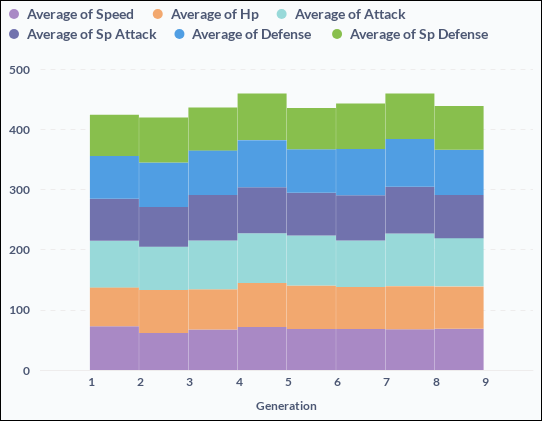 Average of Speed Average of Hp Average of Attack
Average of Sp Attack Average of Defense Average of Sp Defense
500
400
300
200
100
0
1 2 3 4 5 6 7 8 9
Generation